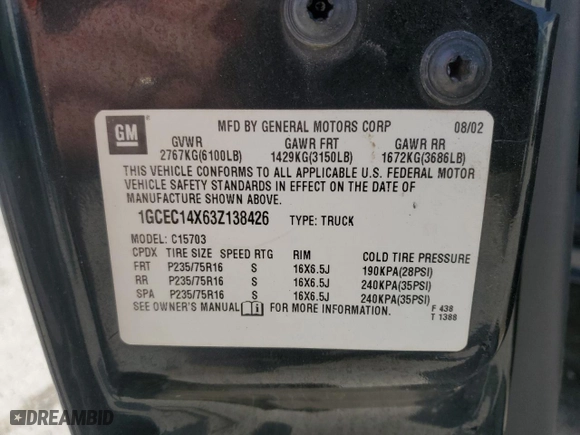 GM
MFD BY GENERAL MOTORS CORP 08/02
GVWR GAWR FRT GAWR RR
2767KG(6100LB) 1429KG(3150LB) 1672KG(3686LB)
THIS VEHICLE CONFORMS TO ALL APPLICABLE U.S. FEDERAL MOTOR
VEHICLE SAFETY STANDARDS IN EFFECT ON THE DATE OF
MANUFACTURE SHOWN ABOVE.
1GCEC14X63Z138426 TYPE: TRUCK
MODEL: C15703
CPDX TIRE SIZE SPEED RTG RIM COLD TIRE PRESSURE
FRT P235/75R16 S 16X6.5J 190KPA(28PSI)
RR P235/75R16 S 16X6.5J 240KPA(35PSI)
SPA P235/75R16 S 16X6.5J 240KPA(35PSI)
SEE OWNER'S MANUAL FOR MORE INFORMATION.
F 438
T 1388
DREAMBID